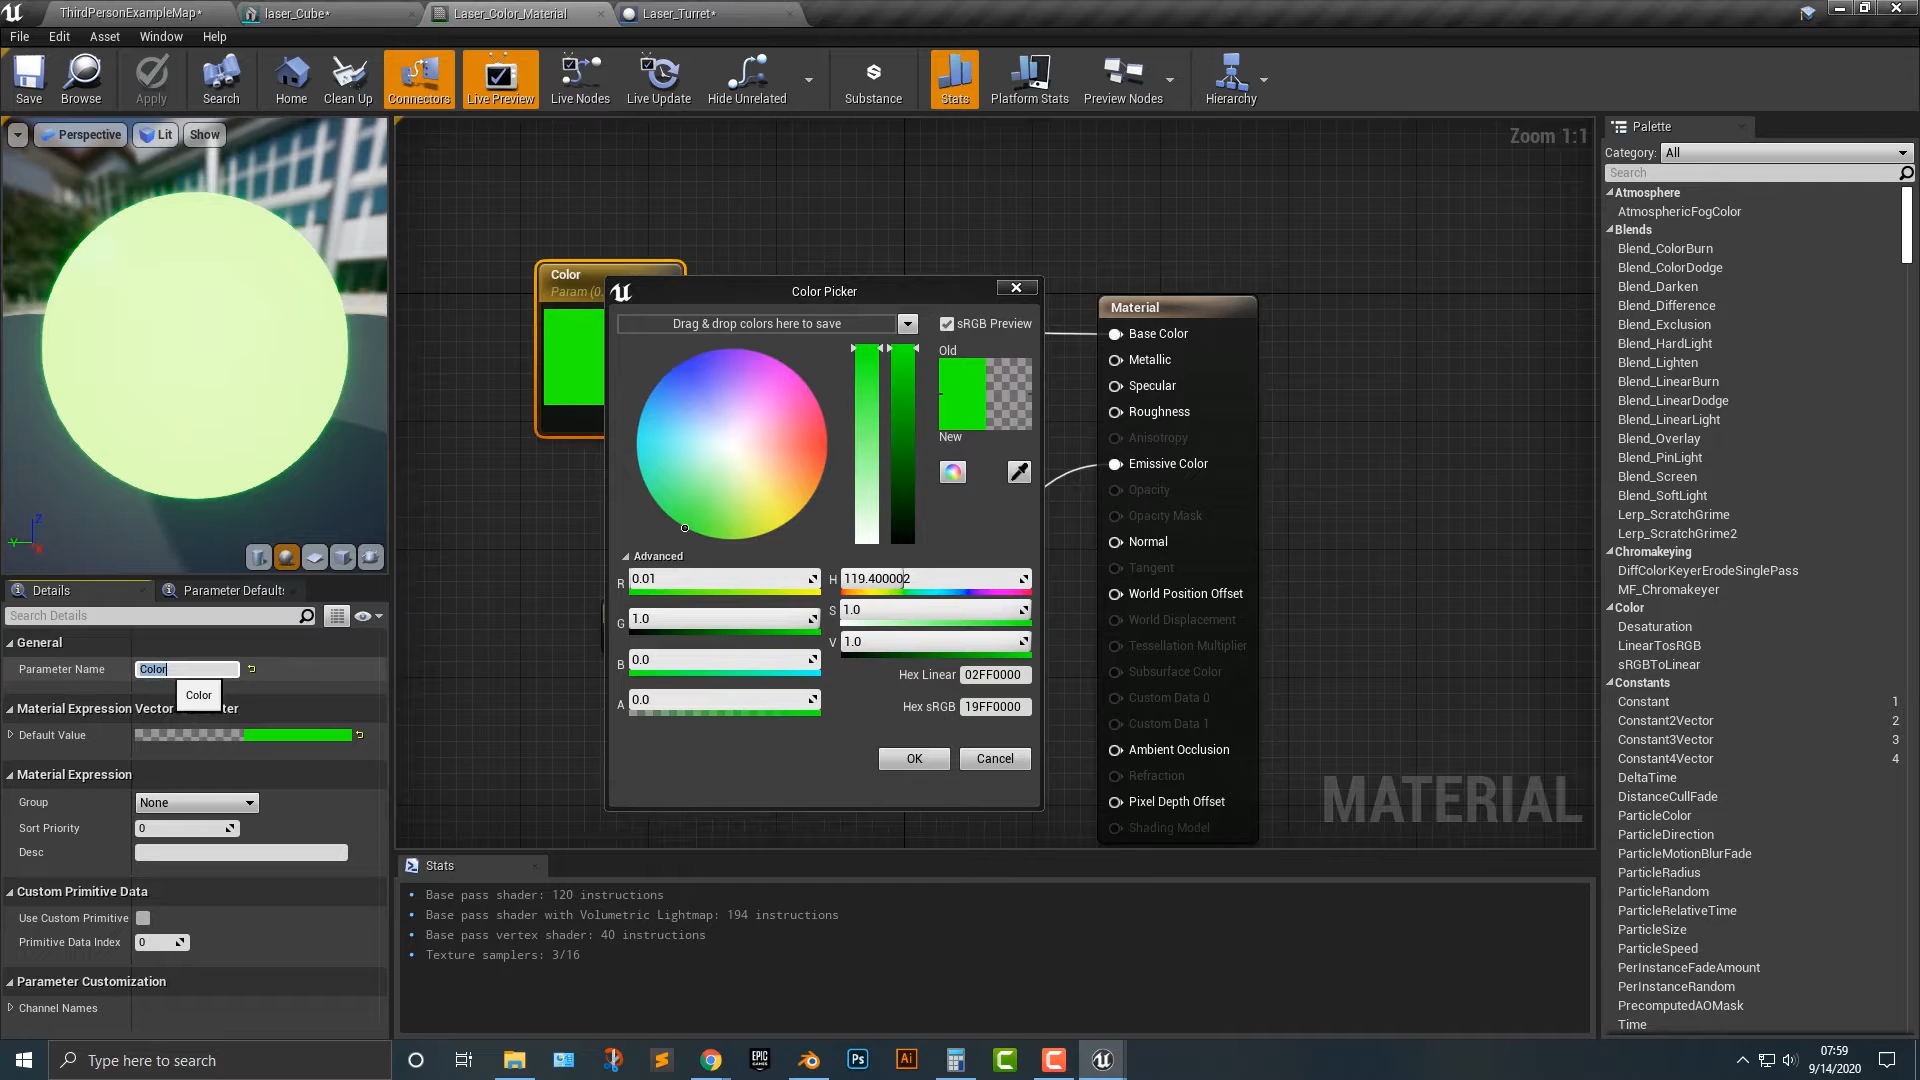 ThirdPersonExampleMap*
laser_Cube*
Laser_Color_Material
Laser_Turret*
File Edit Asset Window Help
Save
Browse
Apply
Search
Home
Clean Up
Connectors
Live Preview
Live Nodes
Live Update
Hide Unrelated
Substance
Stats
Platform Stats
Preview Nodes
Hierarchy
Perspective
Lit
Show
Z
Y
X
Zoom 1:1
Color
Param (0.
Color Picker
Drag & drop colors here to save
sRGB Preview
Old
New
Advanced
R 0.01
G 1.0
B 0.0
A 0.0
H 119.400002
S 1.0
V 1.0
Hex Linear 02FF0000
Hex sRGB 19FF0000
OK
Cancel
Material
Base Color
Metallic
Specular
Roughness
Anisotropy
Emissive Color
Opacity
Opacity Mask
Normal
Tangent
World Position Offset
World Displacement
Tessellation Multiplier
Subsurface Color
Custom Data 0
Custom Data 1
Ambient Occlusion
Refraction
Pixel Depth Offset
Shading Model
MATERIAL
Details
Parameter Default
Search Details
General
Parameter Name Color
Color
Material Expression Vector
Default Value
Material Expression
Group None
Sort Priority 0
Desc
Custom Primitive Data
Use Custom Primitive
Primitive Data Index 0
Parameter Customization
Channel Names
Stats
Base pass shader: 120 instructions
Base pass shader with Volumetric Lightmap: 194 instructions
Base pass vertex shader: 40 instructions
Texture samplers: 3/16
Palette
Category: All
Search
Atmosphere
AtmosphericFogColor
Blends
Blend_ColorBurn
Blend_ColorDodge
Blend_Darken
Blend_Difference
Blend_Exclusion
Blend_HardLight
Blend_Lighten
Blend_LinearBurn
Blend_LinearDodge
Blend_LinearLight
Blend_Overlay
Blend_PinLight
Blend_Screen
Blend_SoftLight
Lerp_ScratchGrime
Lerp_ScratchGrime2
Chromakeying
DiffColorKeyerErodeSinglePass
MF_Chromakeyer
Color
Desaturation
LinearTosRGB
sRGBToLinear
Constants
Constant 1
Constant2Vector 2
Constant3Vector 3
Constant4Vector 4
DeltaTime
DistanceCullFade
ParticleColor
ParticleDirection
ParticleMotionBlurFade
ParticleRadius
ParticleRandom
ParticleRelativeTime
ParticleSize
ParticleSpeed
PerInstanceFadeAmount
PerInstanceRandom
PrecomputedAOMask
Time
Type here to search
EPIC
GAMES
Ps
Ai
07:59
9/14/2020